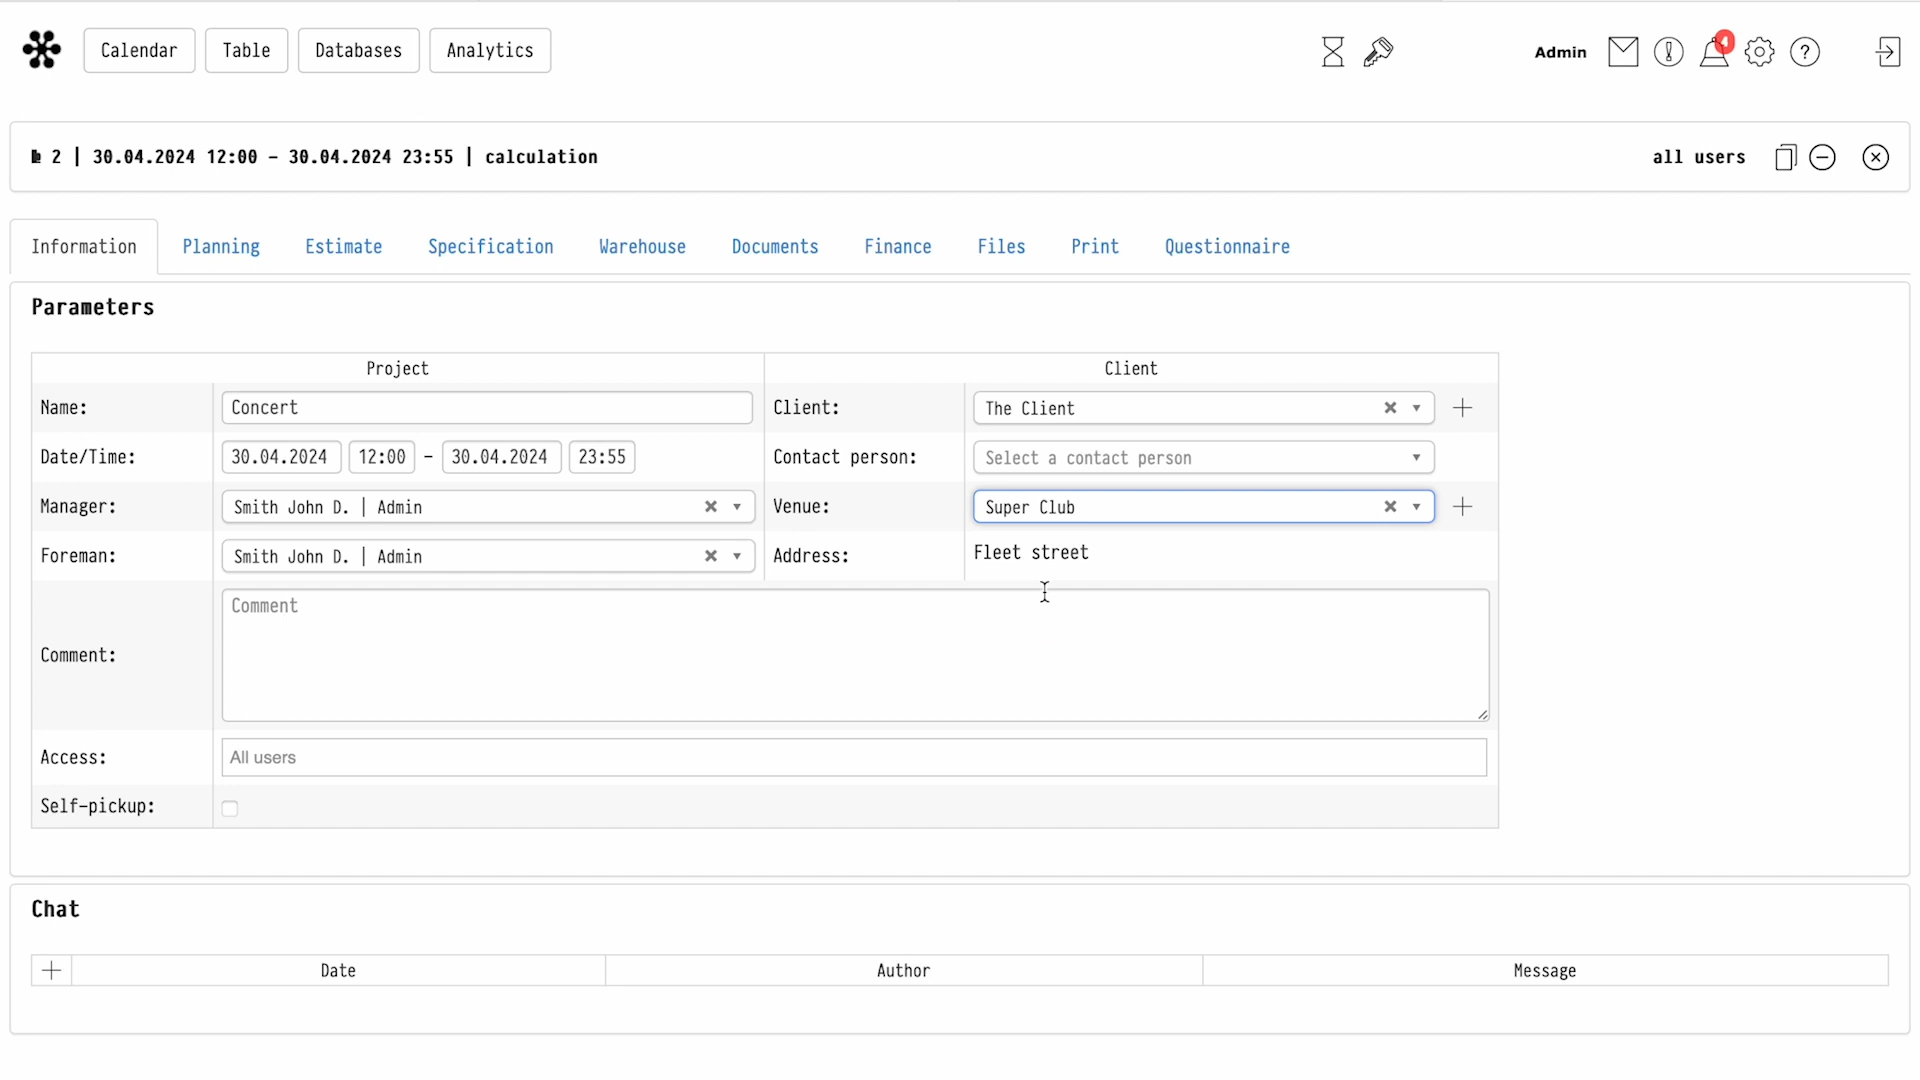 Calendar Table Databases Analytics Admin 4
№ 2 | 30.04.2024 12:00 – 30.04.2024 23:55 | calculation all users
Information Planning Estimate Specification Warehouse Documents Finance Files Print Questionnaire
Parameters
Project Client
Name: Concert Client: The Client
Date/Time: 30.04.2024 12:00 – 30.04.2024 23:55 Contact person: Select a contact person
Manager: Smith John D. | Admin Venue: Super Club
Foreman: Smith John D. | Admin Address: Fleet street
Comment
Comment:
Access: All users
Self-pickup:
Chat
Date Author Message